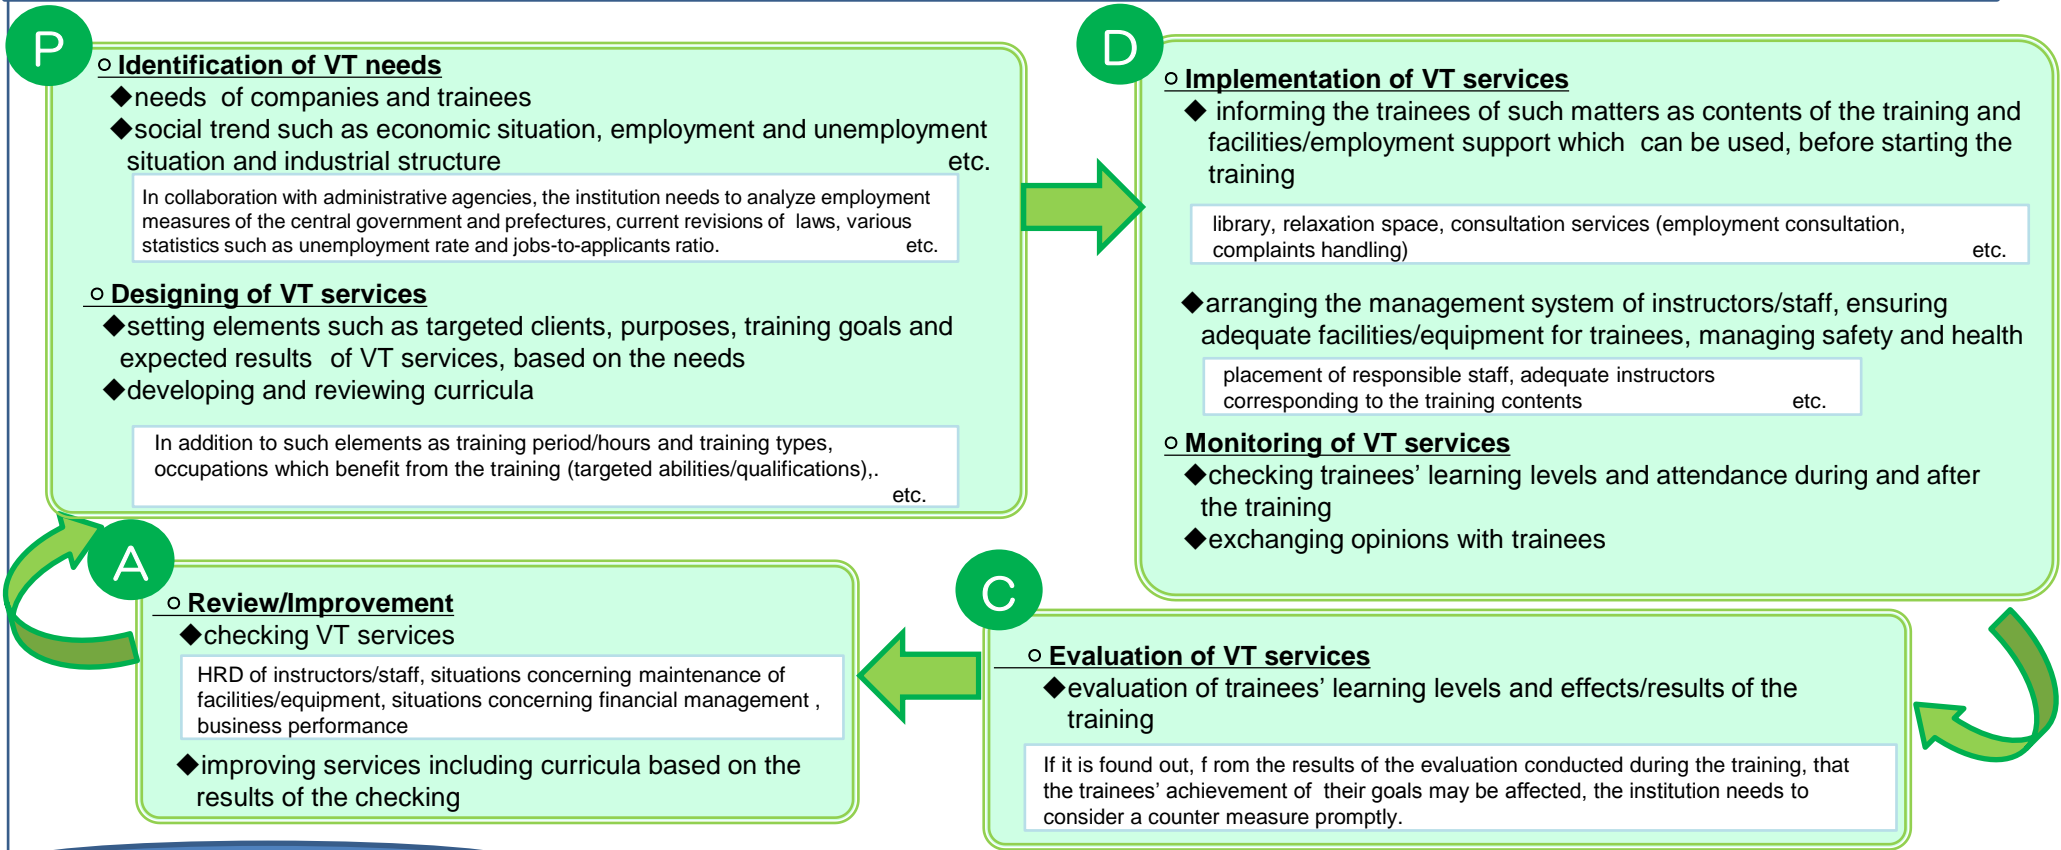 P
○ Identification of VT needs
◆needs of companies and trainees
◆social trend such as economic situation, employment and unemployment
situation and industrial structure etc.
In collaboration with administrative agencies, the institution needs to analyze employment
measures of the central government and prefectures, current revisions of laws, various
statistics such as unemployment rate and jobs-to-applicants ratio. etc.
○ Designing of VT services
◆setting elements such as targeted clients, purposes, training goals and
expected results of VT services, based on the needs
◆developing and reviewing curricula
In addition to such elements as training period/hours and training types,
occupations which benefit from the training (targeted abilities/qualifications),.
etc.
D
○ Implementation of VT services
◆ informing the trainees of such matters as contents of the training and
facilities/employment support which can be used, before starting the
training
library, relaxation space, consultation services (employment consultation,
complaints handling) etc.
◆arranging the management system of instructors/staff, ensuring
adequate facilities/equipment for trainees, managing safety and health
placement of responsible staff, adequate instructors
corresponding to the training contents etc.
○ Monitoring of VT services
◆checking trainees’ learning levels and attendance during and after
the training
◆exchanging opinions with trainees
C
○ Evaluation of VT services
◆evaluation of trainees’ learning levels and effects/results of the
training
If it is found out, f rom the results of the evaluation conducted during the training, that
the trainees’ achievement of their goals may be affected, the institution needs to
consider a counter measure promptly.
A
○ Review/Improvement
◆checking VT services
HRD of instructors/staff, situations concerning maintenance of
facilities/equipment, situations concerning financial management ,
business performance
◆improving services including curricula based on the
results of the checking